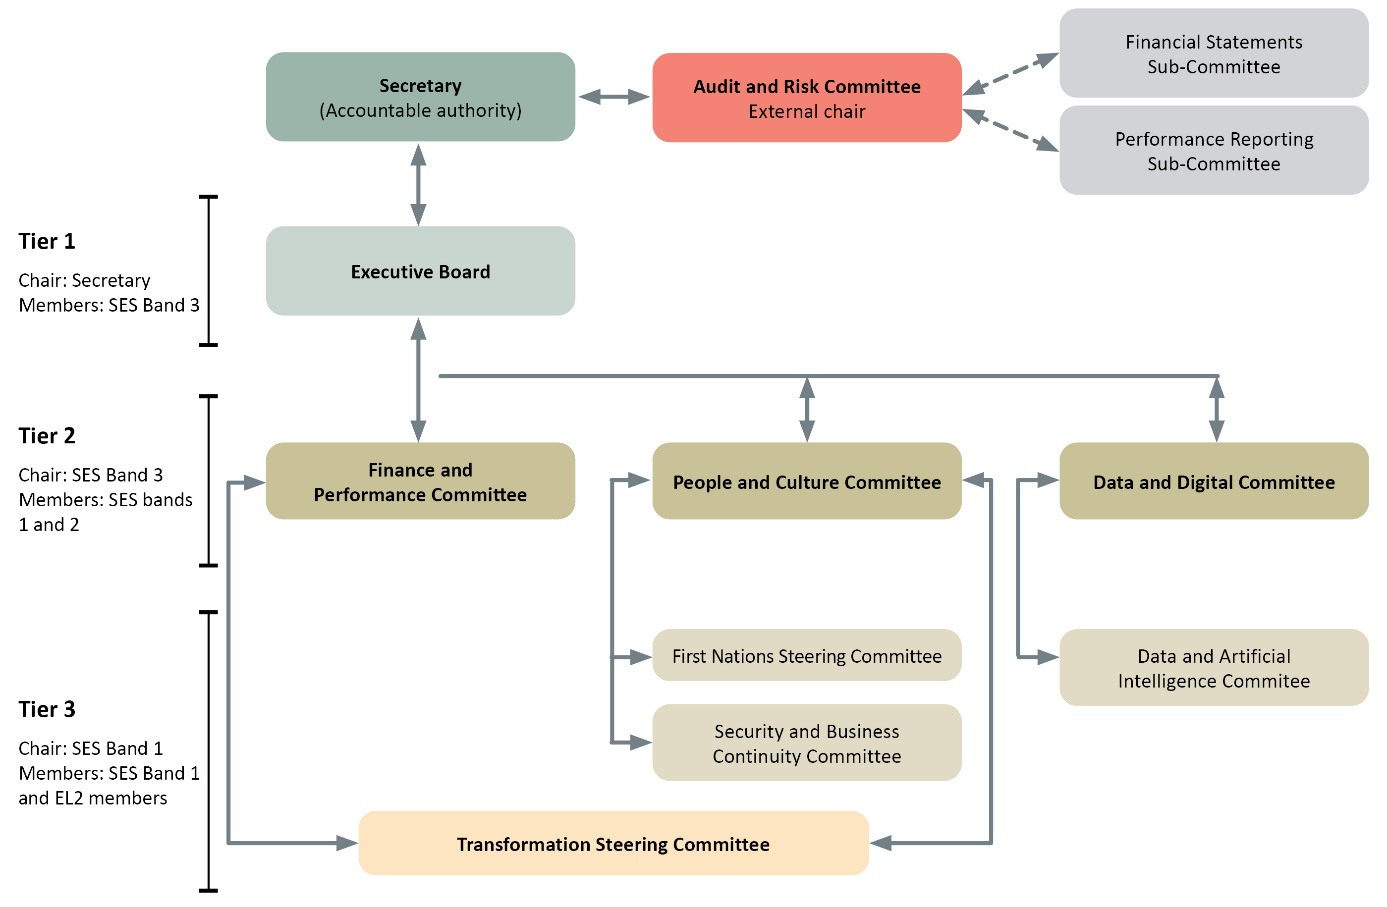 Financial Statements
Sub-Committee
Secretary
(Accountable authority)
Audit and Risk Committee
External chair
Performance Reporting
Sub-Committee
Tier 1
Chair: Secretary
Members: SES Band 3
Executive Board
Tier 2
Chair: SES Band 3
Members: SES bands
1 and 2
Finance and
Performance Committee
People and Culture Committee
Data and Digital Committee
Tier 3
Chair: SES Band 1
Members: SES Band 1
and EL2 members
First Nations Steering Committee
Data and Artificial
Intelligence Commitee
Security and Business
Continuity Committee
Transformation Steering Committee